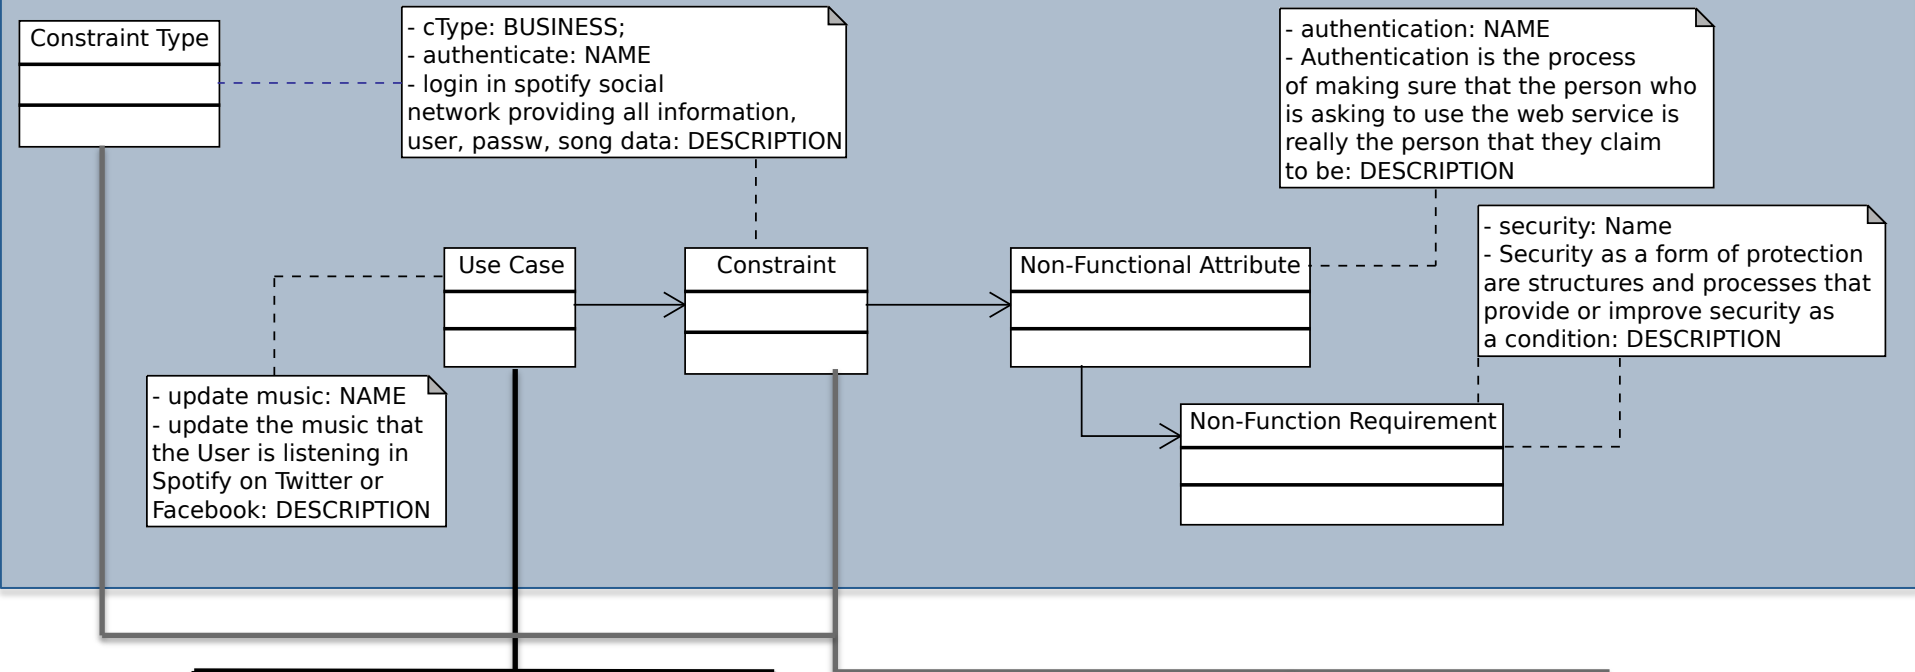 Constraint Type
- cType: BUSINESS;
- authenticate: NAME
- login in spotify social
network providing all information,
user, passw, song data: DESCRIPTION
- authentication: NAME
- Authentication is the process
of making sure that the person who
is asking to use the web service is
really the person that they claim
to be: DESCRIPTION
- security: Name
- Security as a form of protection
are structures and processes that
provide or improve security as
a condition: DESCRIPTION
Use Case
Constraint
Non-Functional Attribute
- update music: NAME
- update the music that
the User is listening in
Spotify on Twitter or
Facebook: DESCRIPTION
Non-Function Requirement